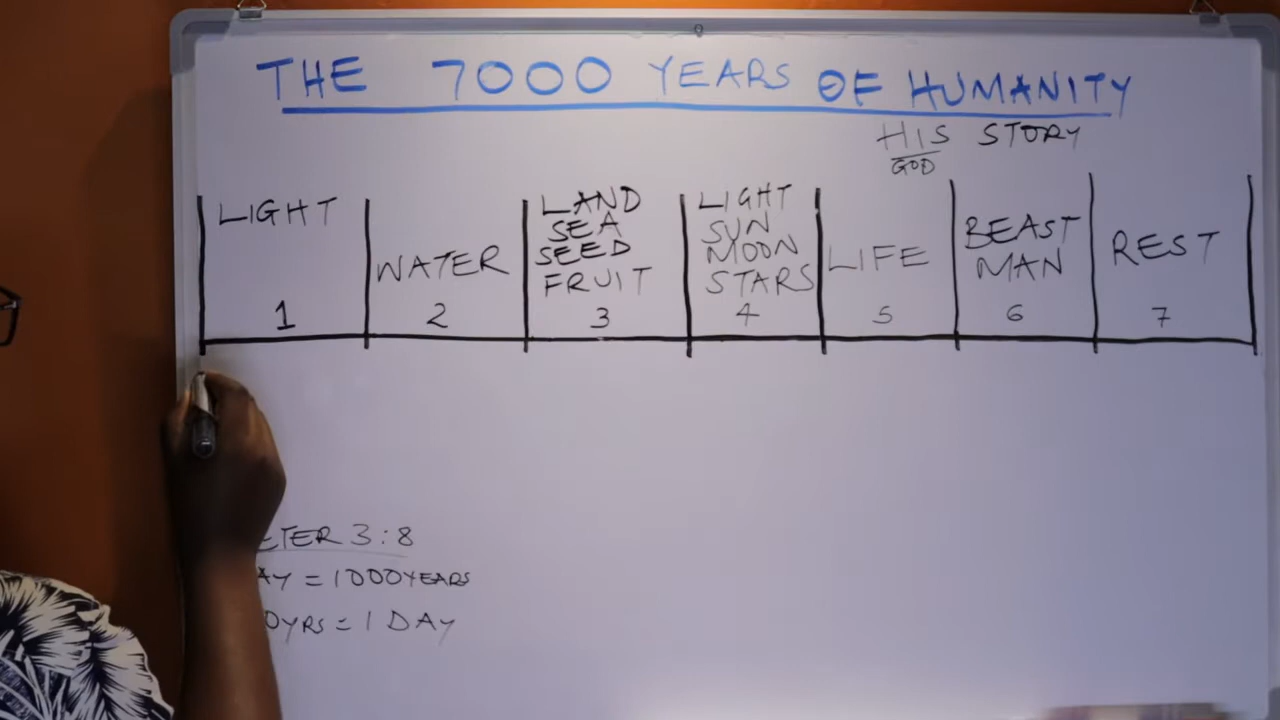 THE 7000 YEARS OF HUMANITY
HIS STORY
GOD
LIGHT
1
WATER
2
LAND
SEA
SEED
FRUIT
3
LIGHT
SUN
MOON
STARS
4
LIFE
5
BEAST
MAN
6
REST
7
ETER 3:8
AY = 1000YEARS
0YRS = 1 DAY